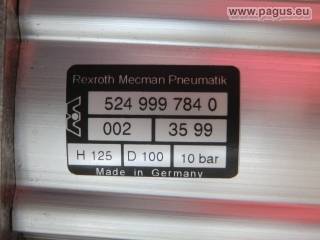 www.pagus.eu
Rexroth Mecman Pneumatik
524 999 784 0
002 35 99
H 125 D 100 10 bar
Made in Germany